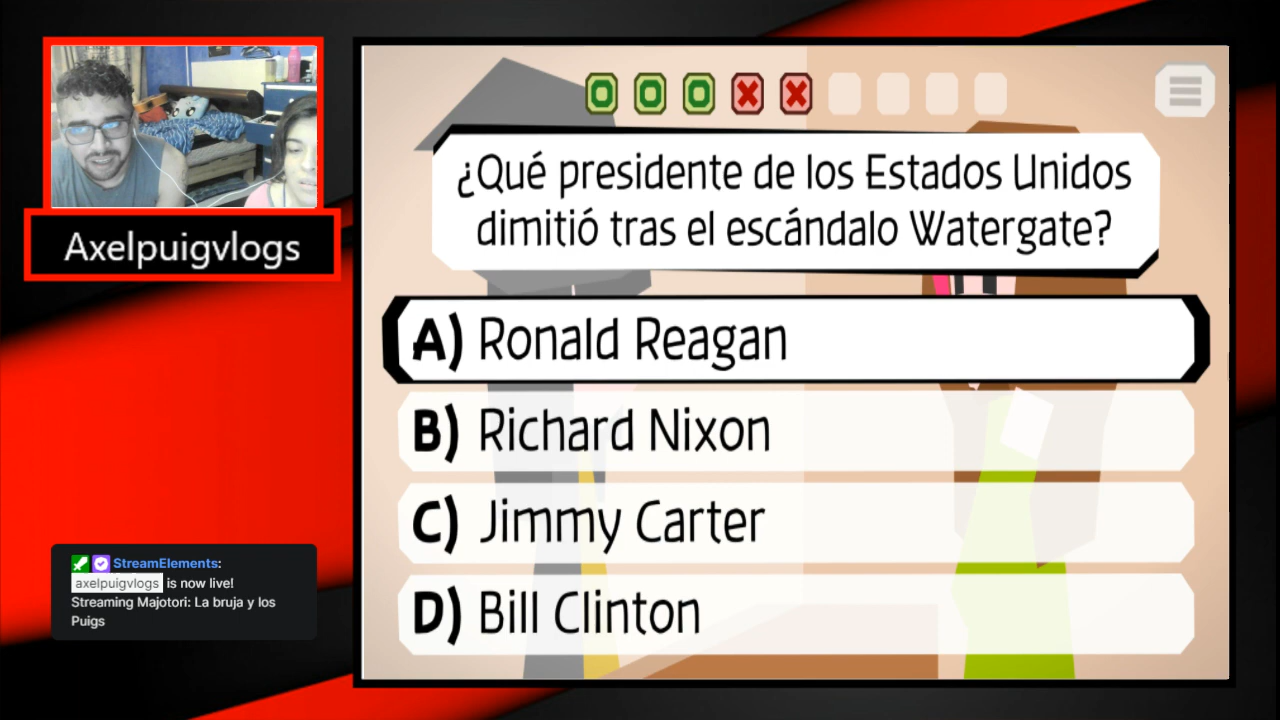 ¿Qué presidente de los Estados Unidos
dimitió tras el escándalo Watergate?
A) Ronald Reagan
B) Richard Nixon
C) Jimmy Carter
D) Bill Clinton
Axelpuigvlogs
StreamElements:
axelpuigvlogs is now live!
Streaming Majotori: La bruja y los
Puigs